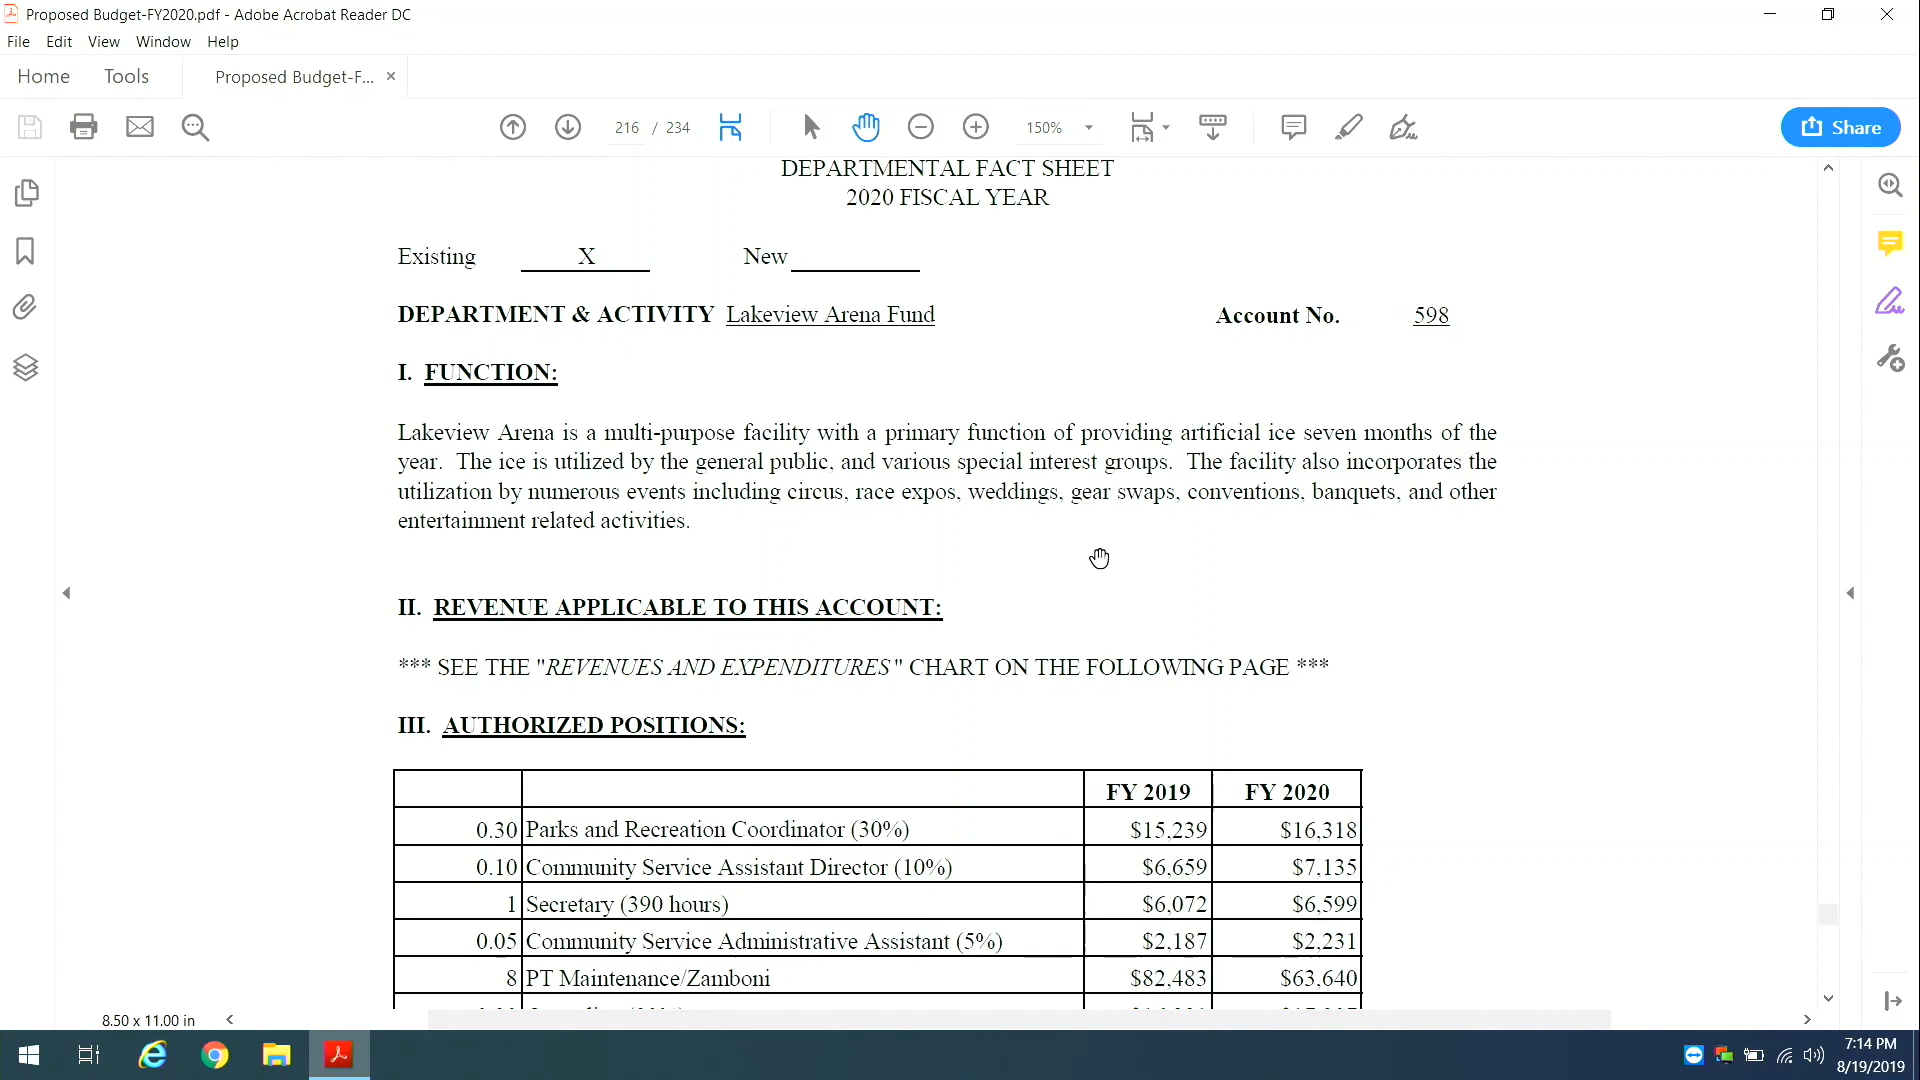 Proposed Budget-FY2020.pdf - Adobe Acrobat Reader DC
File Edit View Window Help
Home Tools Proposed Budget-F... ×
216 / 234 150% Share
DEPARTMENTAL FACT SHEET
2020 FISCAL YEAR
Existing X New
DEPARTMENT & ACTIVITY Lakeview Arena Fund Account No. 598
I. FUNCTION:
Lakeview Arena is a multi-purpose facility with a primary function of providing artificial ice seven months of the
year. The ice is utilized by the general public, and various special interest groups. The facility also incorporates the
utilization by numerous events including circus, race expos, weddings, gear swaps, conventions, banquets, and other
entertainment related activities.
II. REVENUE APPLICABLE TO THIS ACCOUNT:
*** SEE THE "REVENUES AND EXPENDITURES" CHART ON THE FOLLOWING PAGE ***
III. AUTHORIZED POSITIONS:
FY 2019 FY 2020
0.30 Parks and Recreation Coordinator (30%) $15,239 $16,318
0.10 Community Service Assistant Director (10%) $6,659 $7,135
1 Secretary (390 hours) $6,072 $6,599
0.05 Community Service Administrative Assistant (5%) $2,187 $2,231
8 PT Maintenance/Zamboni $82,483 $63,640
8.50 x 11.00 in
7:14 PM
8/19/2019